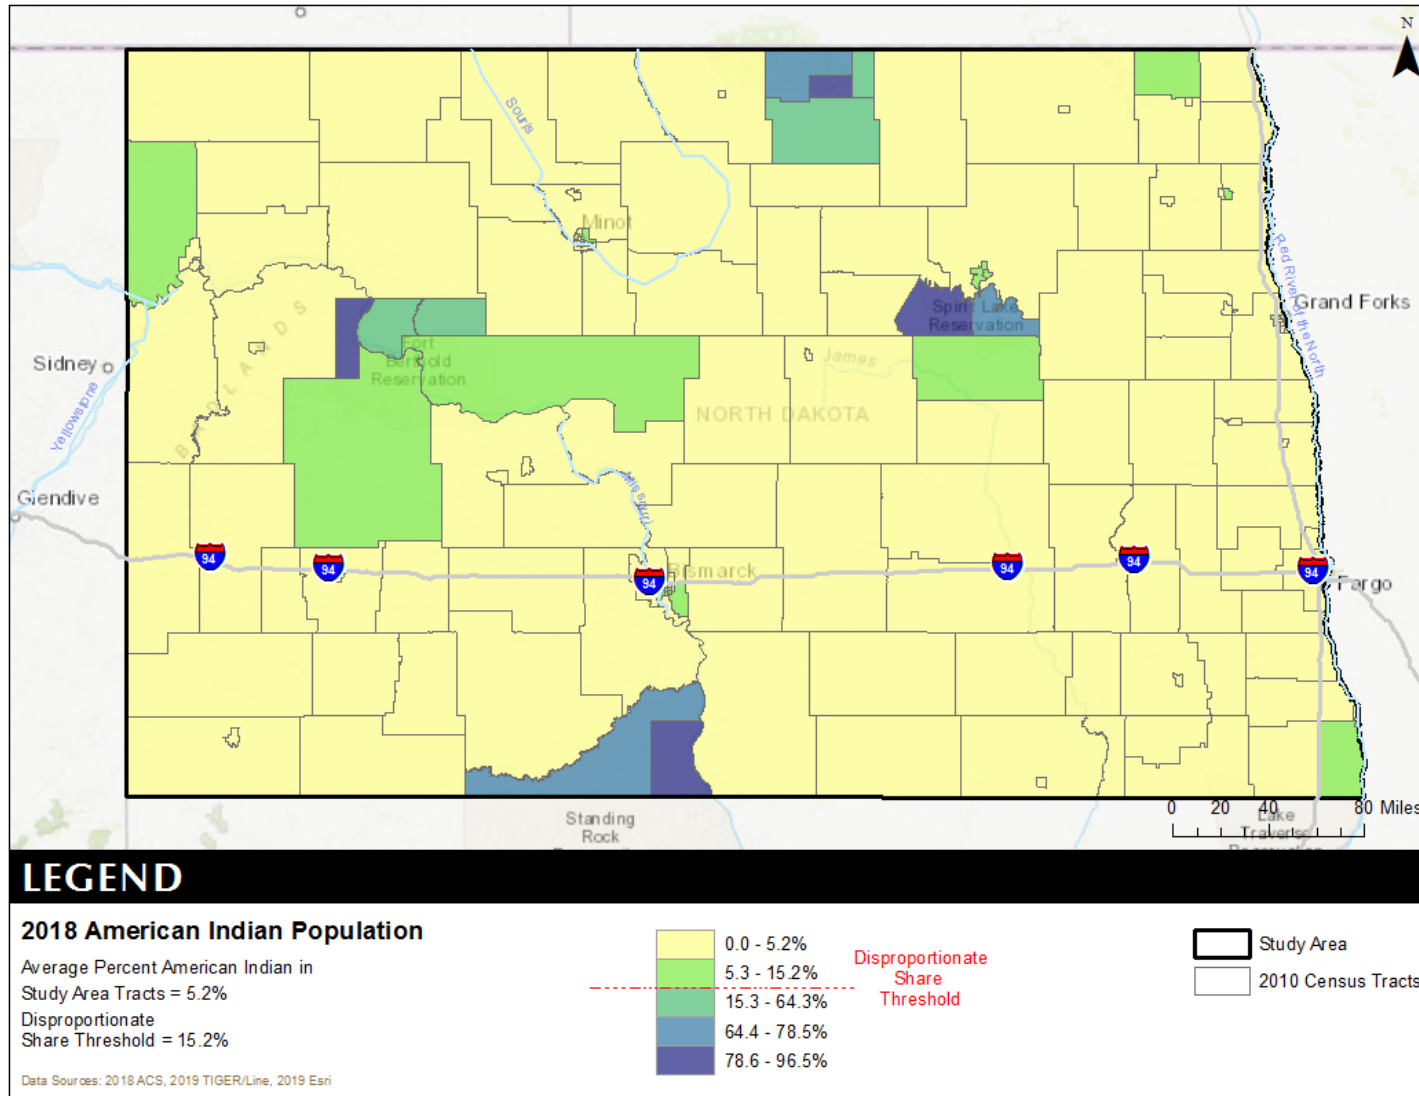 N
Souris
Minot
Red River of the North
Grand Forks
Spirit Lake
Reservation
BADLANDS
Fort
Berthold
Reservation
James
Sidney
Yellowstone
NORTH DAKOTA
Glendive
Missouri
94
94
94
94
94
94
Bismarck
Fargo
Standing
Rock
0 20 40 80 Miles
Lake
Traverse
Reservation
LEGEND
2018 American Indian Population
Average Percent American Indian in
Study Area Tracts = 5.2%
Disproportionate
Share Threshold = 15.2%
Data Sources: 2018 ACS, 2019 TIGER/Line, 2019 Esri
0.0 - 5.2%
5.3 - 15.2%
15.3 - 64.3%
64.4 - 78.5%
78.6 - 96.5%
Disproportionate
Share
Threshold
Study Area
2010 Census Tracts